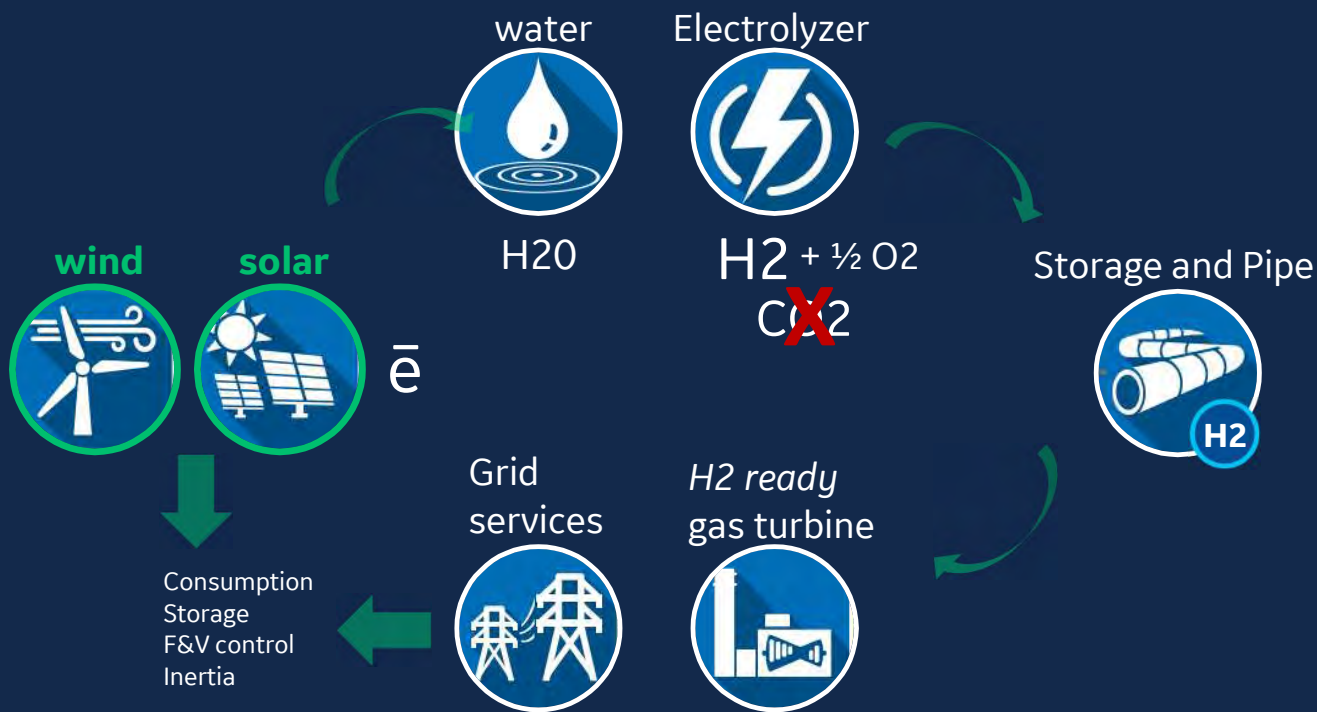 water
Electrolyzer
H20
H2 + ½ O2
CO2
X
wind
solar
ē
Storage and Pipe
H2
Grid
services
H2 ready
gas turbine
Consumption
Storage
F&V control
Inertia